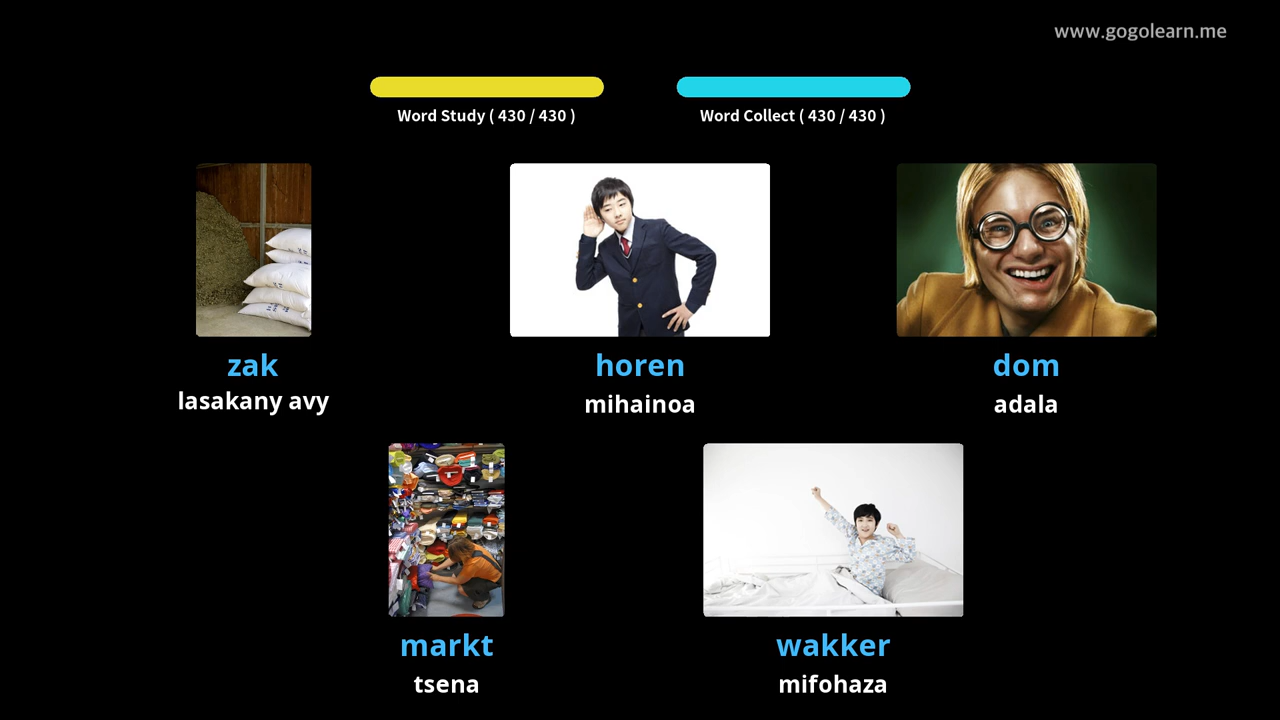 www.gogolearn.me
Word Study ( 430 / 430 )
Word Collect ( 430 / 430 )
zak
lasakany avy
horen
mihainoa
dom
adala
markt
tsena
wakker
mifohaza